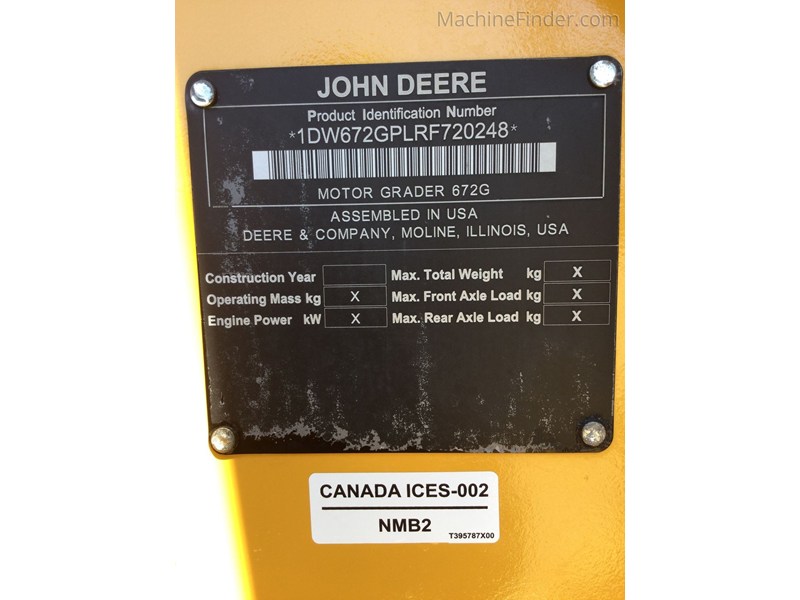 MachineFinder.com
JOHN DEERE
Product Identification Number
*1DW672GPLRF720248*
MOTOR GRADER 672G
ASSEMBLED IN USA
DEERE & COMPANY, MOLINE, ILLINOIS, USA
Construction Year Max. Total Weight kg X
Operating Mass kg X Max. Front Axle Load kg X
Engine Power kW X Max. Rear Axle Load kg X
CANADA ICES-002
NMB2
T395787X00